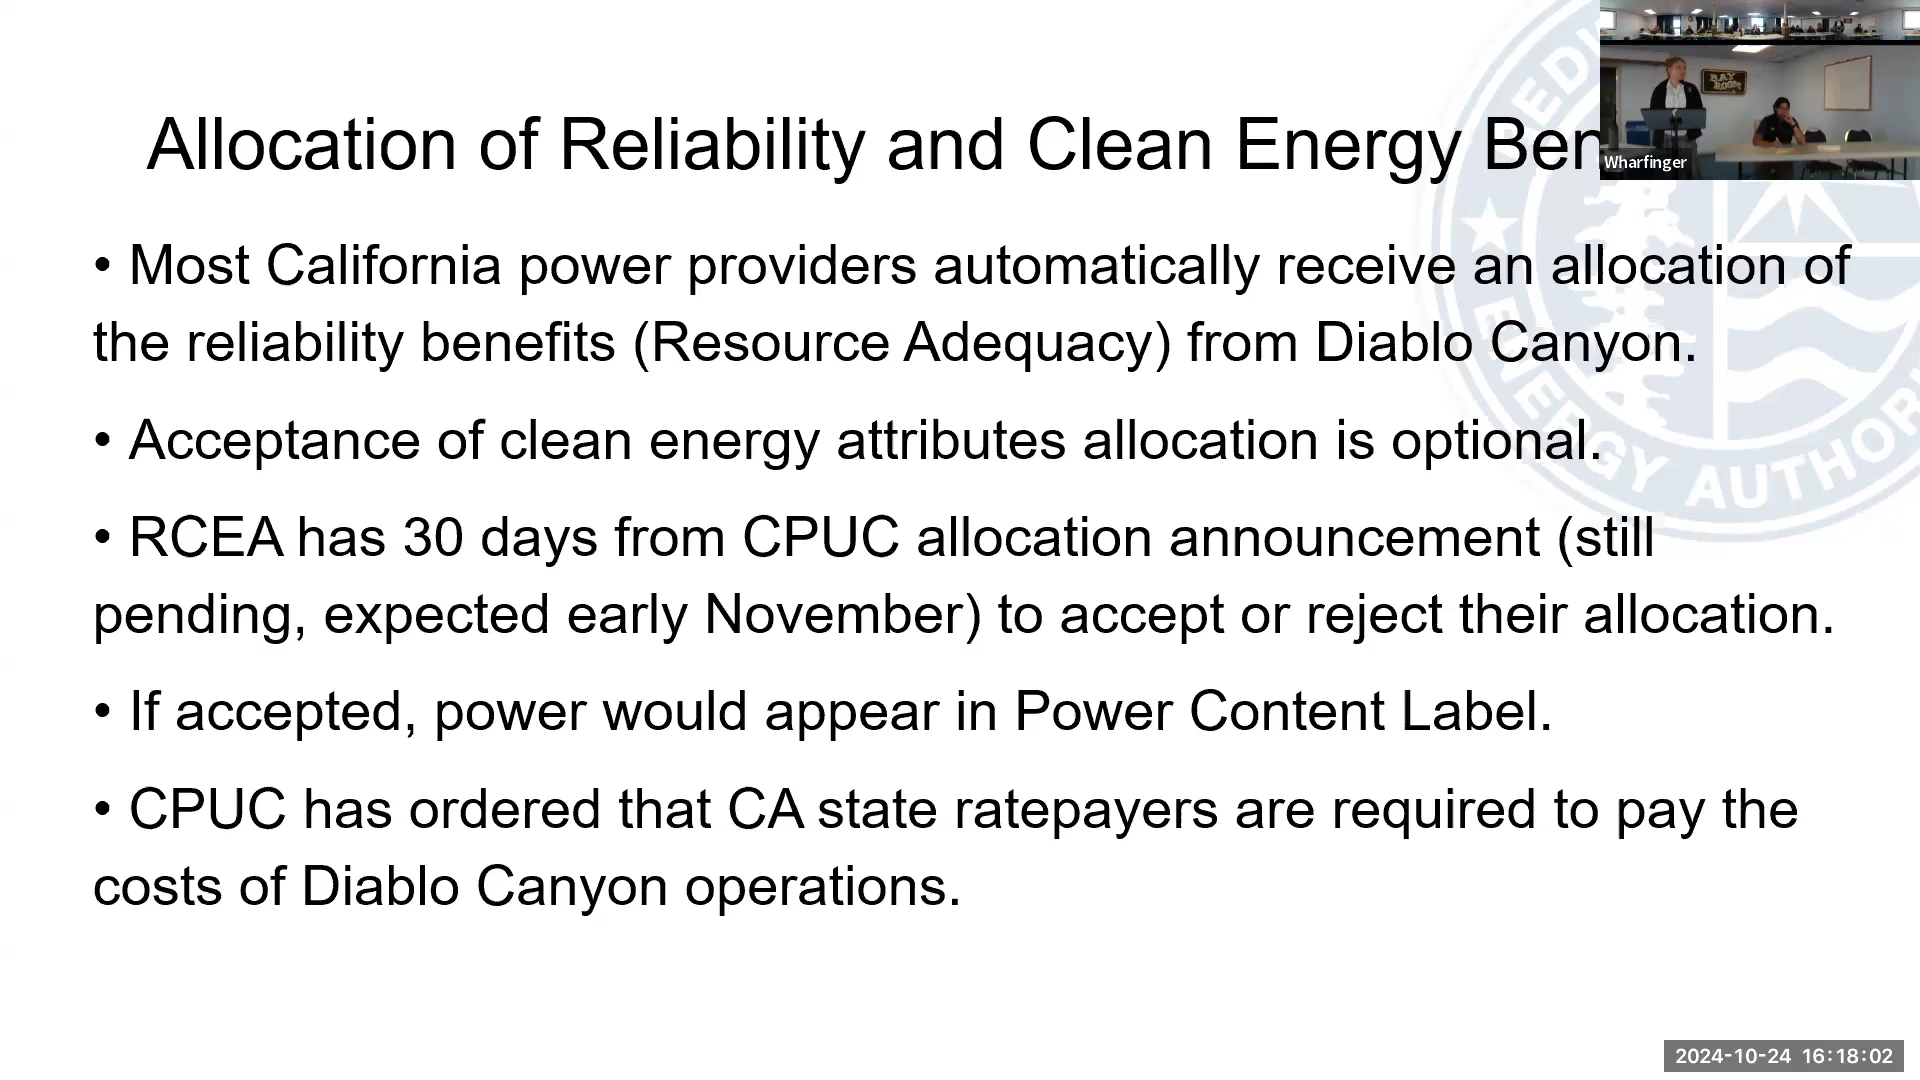 Allocation of Reliability and Clean Energy
• Most California power providers automatically receive an allocation of
the reliability benefits (Resource Adequacy) from Diablo Canyon.
• Acceptance of clean energy attributes allocation is optional.
• RCEA has 30 days from CPUC allocation announcement (still
pending, expected early November) to accept or reject their allocation.
• If accepted, power would appear in Power Content Label.
• CPUC has ordered that CA state ratepayers are required to pay the
costs of Diablo Canyon operations.
BAY
ROOM
Wharfinger
ENERGY AUTHOR
2024-10-24 16:18:02